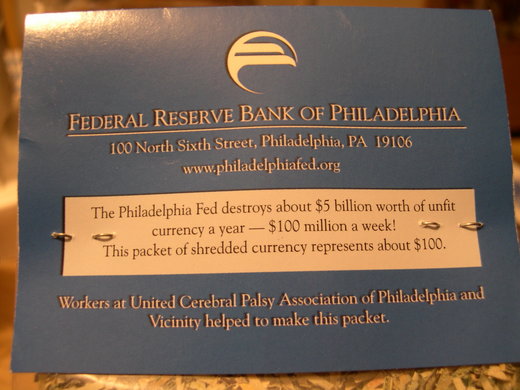 FEDERAL RESERVE BANK OF PHILADELPHIA
100 North Sixth Street, Philadelphia, PA 19106
www.philadelphiafed.org
The Philadelphia Fed destroys about $5 billion worth of unfit
currency a year — $100 million a week!
This packet of shredded currency represents about $100.
Workers at United Cerebral Palsy Association of Philadelphia and
Vicinity helped to make this packet.